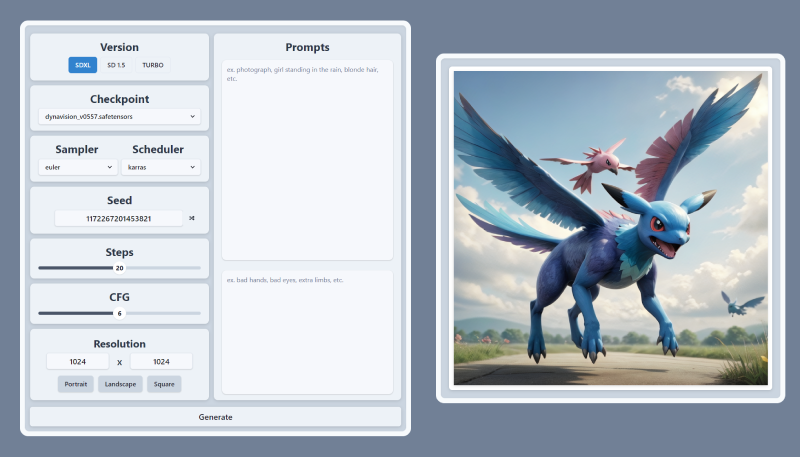 Version
SDXL
SD 1.5
TURBO
Checkpoint
dynavision_v0557.safetensors
Sampler
Scheduler
euler
karras
Seed
1172267201453821
Steps
20
CFG
6
Resolution
1024 x 1024
Portrait
Landscape
Square
Prompts
ex. photograph, girl standing in the rain, blonde hair,
etc.
ex. bad hands, bad eyes, extra limbs, etc.
Generate